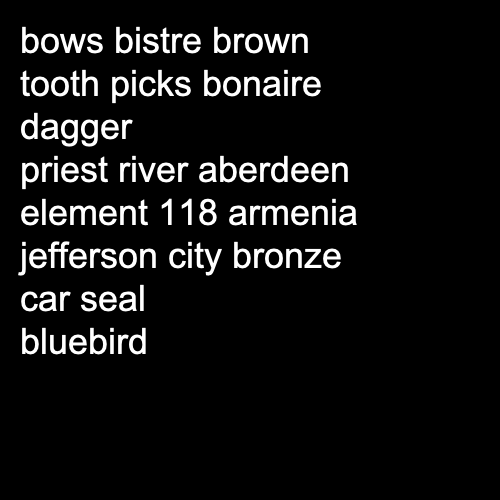 bows bistre brown
tooth picks bonaire
dagger
priest river aberdeen
element 118 armenia
jefferson city bronze
car seal
bluebird